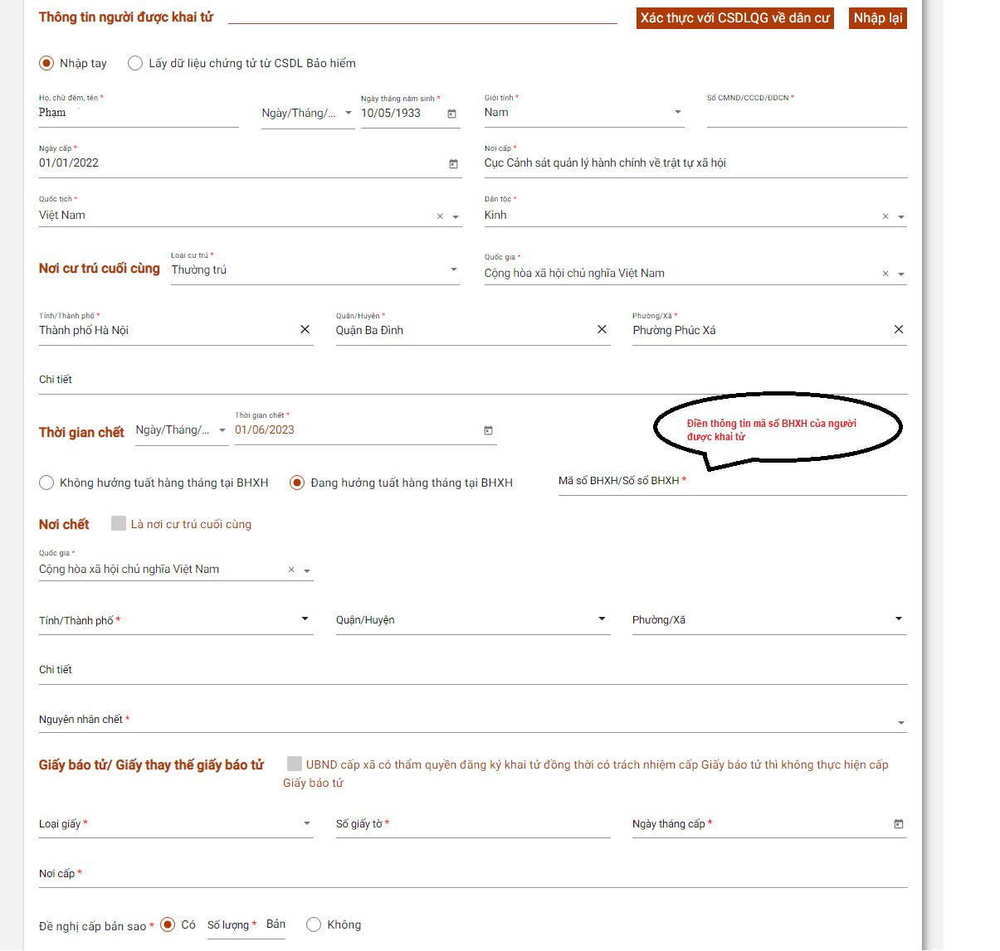 Thông tin người được khai tử
Xác thực với CSDLQG về dân cư
Nhập lại
Nhập tay
Lấy dữ liệu chứng tử từ CSDL Bảo hiểm
Họ, chữ đệm, tên *
Phạm
Ngày/Tháng/...
Ngày tháng năm sinh *
10/05/1933
Giới tính *
Nam
Số CMND/CCCD/ĐDCN *
Ngày cấp *
01/01/2022
Nơi cấp *
Cục Cảnh sát quản lý hành chính về trật tự xã hội
Quốc tịch *
Việt Nam
Dân tộc *
Kinh
Nơi cư trú cuối cùng
Loại cư trú *
Thường trú
Quốc gia *
Cộng hòa xã hội chủ nghĩa Việt Nam
Tỉnh/Thành phố *
Thành phố Hà Nội
Quận/Huyện *
Quận Ba Đình
Phường/Xã *
Phường Phúc Xá
Chi tiết
Thời gian chết
Ngày/Tháng/...
Thời gian chết *
01/06/2023
Điền thông tin mã số BHXH của người
được khai tử
Không hưởng tuất hàng tháng tại BHXH
Đang hưởng tuất hàng tháng tại BHXH
Mã số BHXH/Số sổ BHXH *
Nơi chết
Là nơi cư trú cuối cùng
Quốc gia *
Cộng hòa xã hội chủ nghĩa Việt Nam
Tỉnh/Thành phố *
Quận/Huyện
Phường/Xã
Chi tiết
Nguyên nhân chết *
Giấy báo tử/ Giấy thay thế giấy báo tử
UBND cấp xã có thẩm quyền đăng ký khai tử đồng thời có trách nhiệm cấp Giấy báo tử thì không thực hiện cấp
Giấy báo tử
Loại giấy *
Số giấy tờ *
Ngày tháng cấp *
Nơi cấp *
Đề nghị cấp bản sao *
Có
Số lượng *
Bản
Không